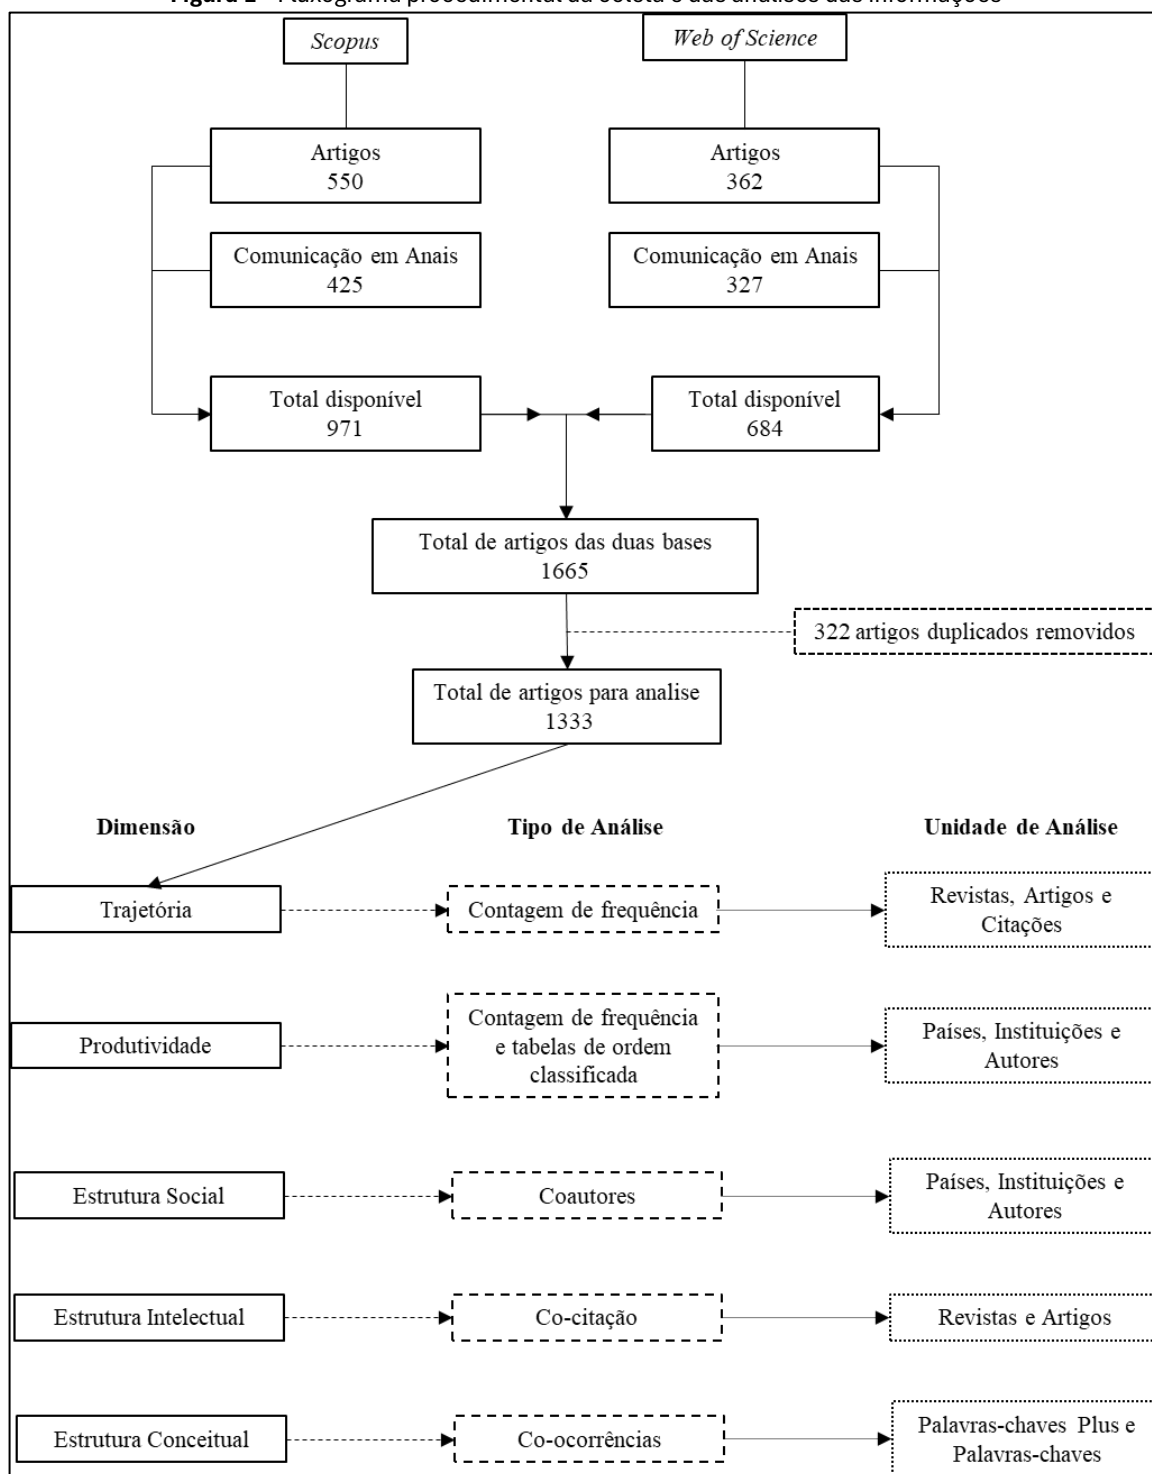 Scopus
Web of Science
Artigos
550
Artigos
362
Comunicação em Anais
425
Comunicação em Anais
327
Total disponível
971
Total disponível
684
Total de artigos das duas bases
1665
322 artigos duplicados removidos
Total de artigos para analise
1333
Dimensão
Tipo de Análise
Unidade de Análise
Trajetória
Contagem de frequência
Revistas, Artigos e
Citações
Produtividade
Contagem de frequência
e tabelas de ordem
classificada
Países, Instituições e
Autores
Estrutura Social
Coautores
Países, Instituições e
Autores
Estrutura Intelectual
Co-citação
Revistas e Artigos
Estrutura Conceitual
Co-ocorrências
Palavras-chaves Plus e
Palavras-chaves